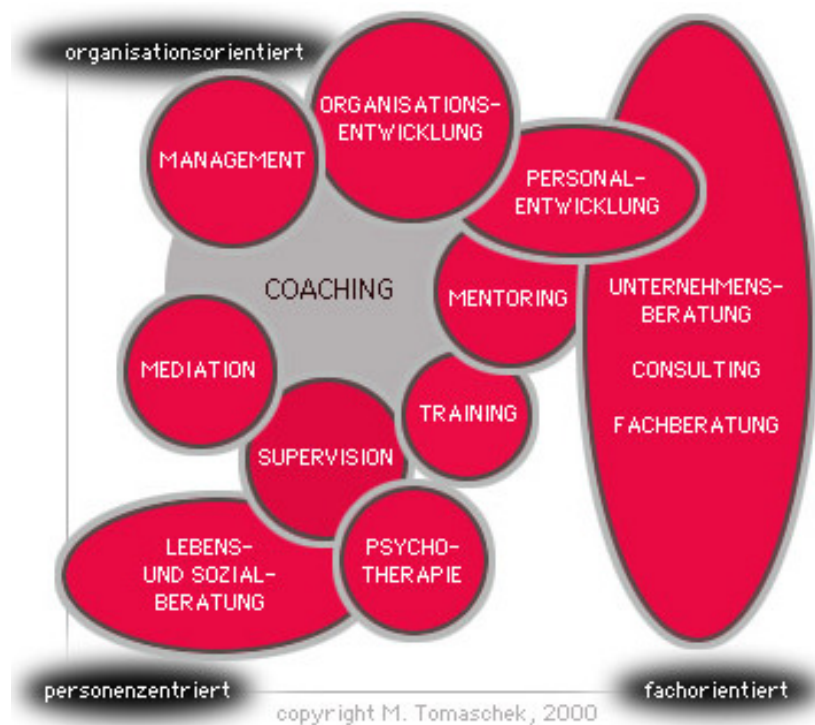 organisationsorientiert
ORGANISATIONS-
ENTWICKLUNG
MANAGEMENT
PERSONAL-
ENTWICKLUNG
COACHING
MENTORING
UNTERNEHMENS-
BERATUNG
CONSULTING
FACHBERATUNG
MEDIATION
TRAINING
SUPERVISION
LEBENS-
UND SOZIAL-
BERATUNG
PSYCHO-
THERAPIE
personenzentriert
fachorientiert
copyright M. Tomaschek, 2000